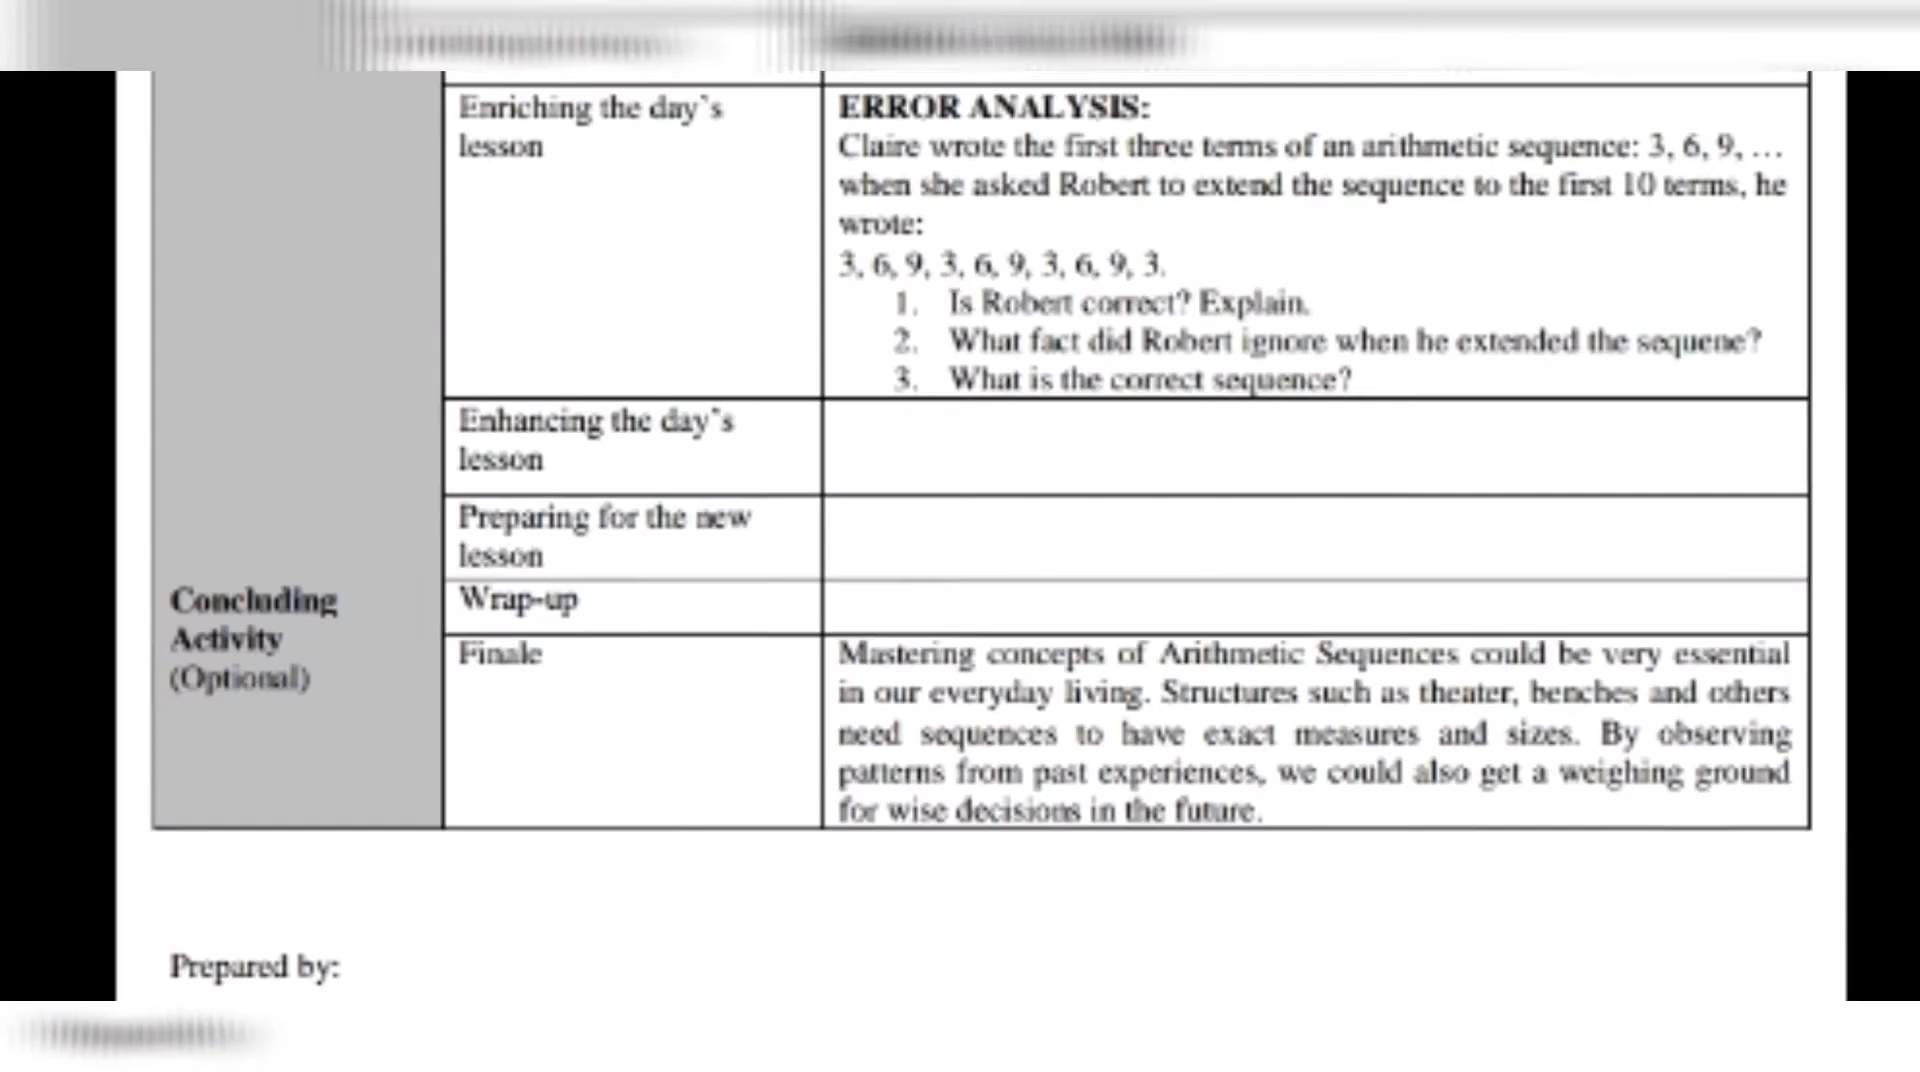 Enriching the day's
lesson
ERROR ANALYSIS:
Claire wrote the first three terms of an arithmetic sequence: 3, 6, 9, …
when she asked Robert to extend the sequence to the first 10 terms, he
wrote:
3, 6, 9, 3, 6, 9, 3, 6, 9, 3.
1. Is Robert correct? Explain.
2. What fact did Robert ignore when he extended the sequene?
3. What is the correct sequence?
Enhancing the day's
lesson
Preparing for the new
lesson
Concluding
Activity
(Optional)
Wrap-up
Finale
Mastering concepts of Arithmetic Sequences could be very essential
in our everyday living. Structures such as theater, benches and others
need sequences to have exact measures and sizes. By observing
patterns from past experiences, we could also get a weighing ground
for wise decisions in the future.
Prepared by: